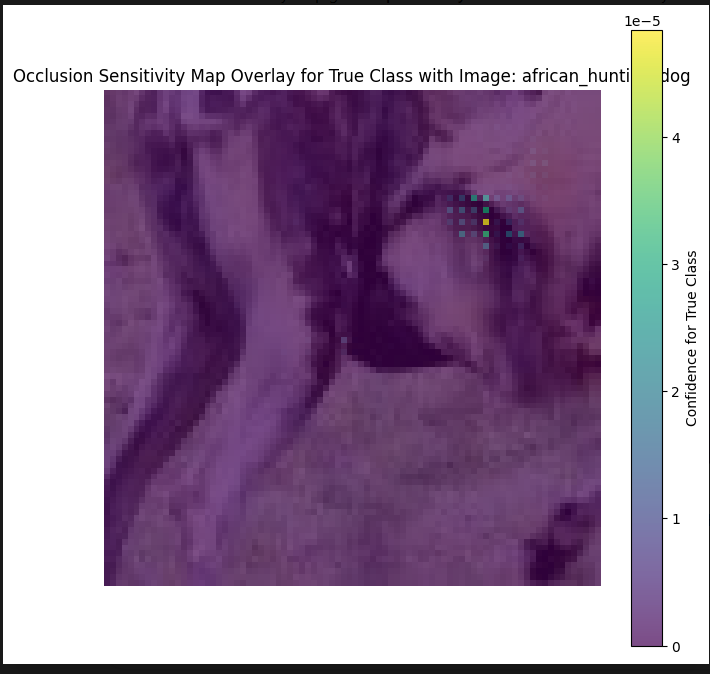 1e−5
Occlusion Sensitivity Map Overlay for True Class with Image: african_hunti dog
4
3
2
1
0
Confidence for True Class